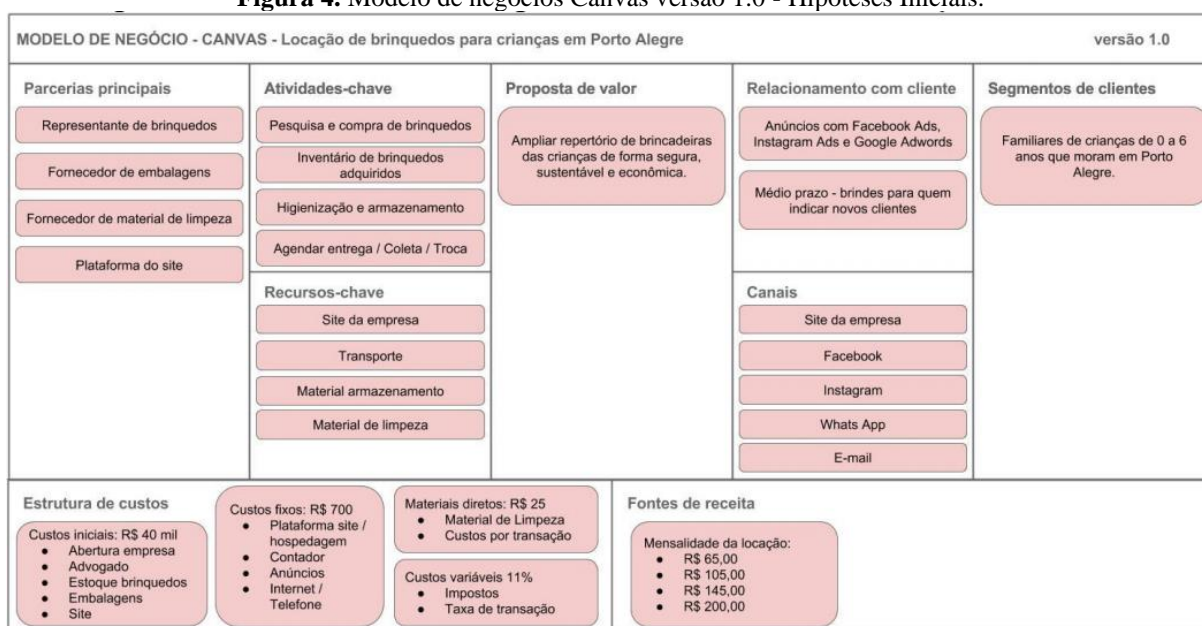 Figura 4. Modelo de negócios Canvas versão 1.0 - Hipóteses Iniciais.
MODELO DE NEGÓCIO - CANVAS - Locação de brinquedos para crianças em Porto Alegre
versão 1.0
Parcerias principais
Representante de brinquedos
Fornecedor de embalagens
Fornecedor de material de limpeza
Plataforma do site
Atividades-chave
Pesquisa e compra de brinquedos
Inventário de brinquedos
adquiridos
Higienização e armazenamento
Agendar entrega / Coleta / Troca
Recursos-chave
Site da empresa
Transporte
Material armazenamento
Material de limpeza
Proposta de valor
Ampliar repertório de brincadeiras
das crianças de forma segura,
sustentável e econômica.
Relacionamento com cliente
Anúncios com Facebook Ads,
Instagram Ads e Google Adwords
Médio prazo - brindes para quem
indicar novos clientes
Canais
Site da empresa
Facebook
Instagram
Whats App
E-mail
Segmentos de clientes
Familiares de crianças de 0 a 6
anos que moram em Porto
Alegre.
Estrutura de custos
Custos iniciais: R$ 40 mil
● Abertura empresa
● Advogado
● Estoque brinquedos
● Embalagens
● Site
Custos fixos: R$ 700
● Plataforma site /
hospedagem
● Contador
● Anúncios
● Internet /
Telefone
Materiais diretos: R$ 25
● Material de Limpeza
● Custos por transação
Custos variáveis 11%
● Impostos
● Taxa de transação
Fontes de receita
Mensalidade da locação:
● R$ 65,00
● R$ 105,00
● R$ 145,00
● R$ 200,00